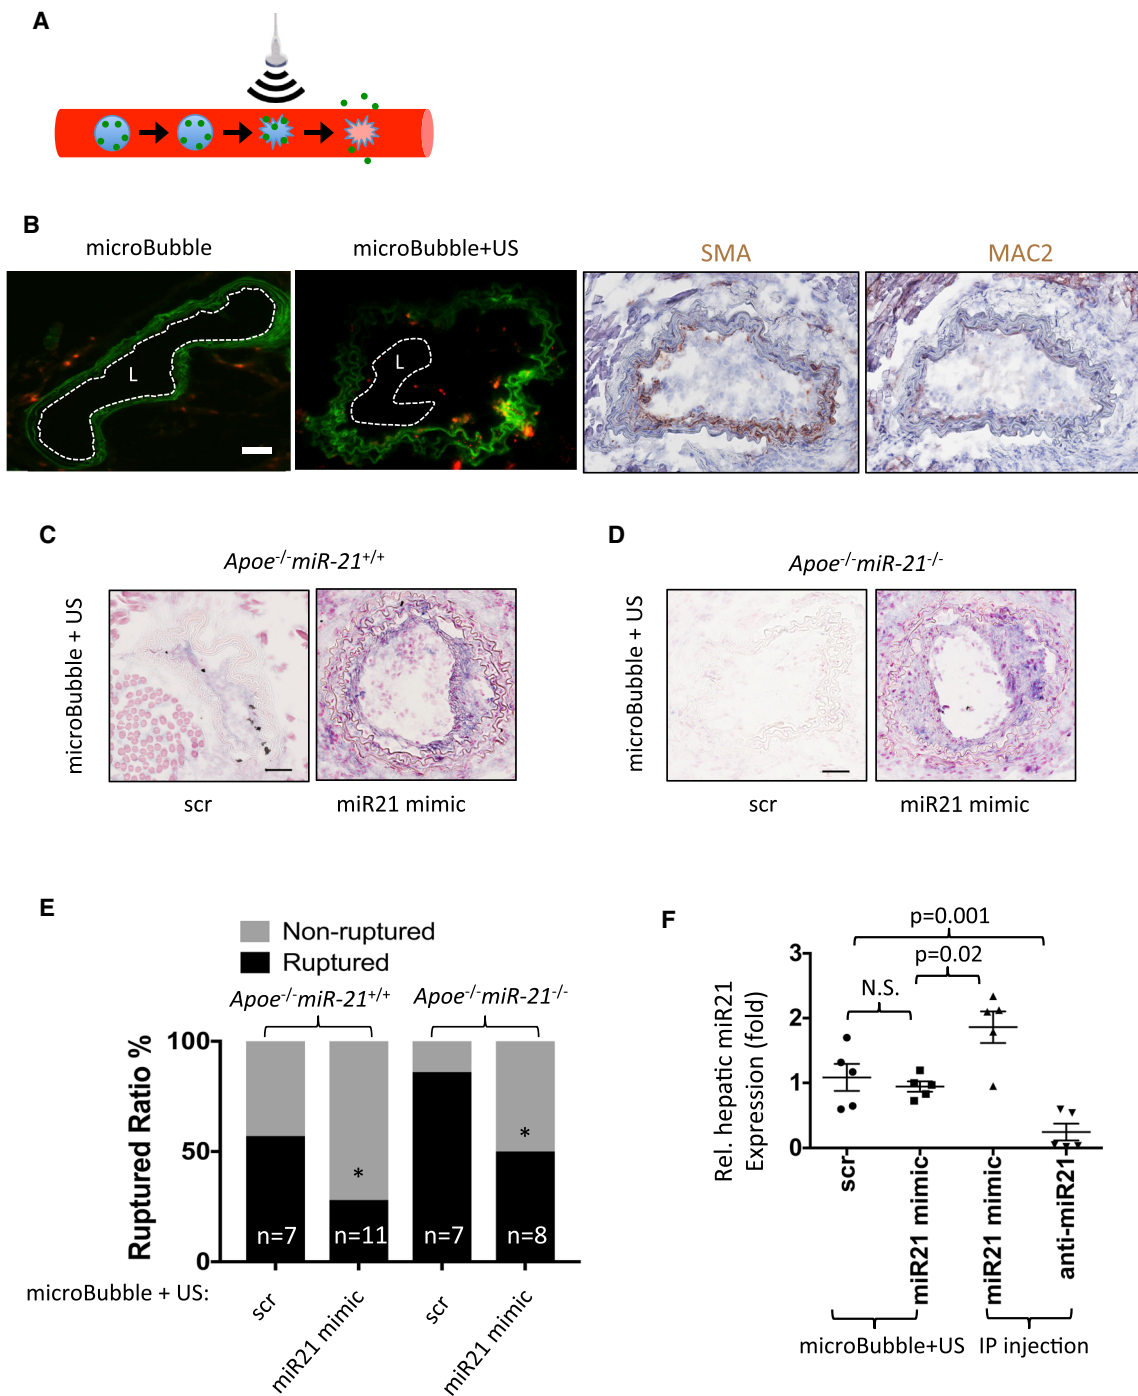 A
B
microBubble
microBubble+US
SMA
MAC2
L
L
C
Apoe-/-miR-21+/+
microBubble + US
scr
miR21 mimic
D
Apoe-/-miR-21-/-
microBubble + US
scr
miR21 mimic
E
Non-ruptured
Ruptured
Apoe-/-miR-21+/+
Apoe-/-miR-21-/-
Ruptured Ratio %
100
50
0
*
*
n=7
n=11
n=7
n=8
microBubble + US:
scr
miR21 mimic
scr
miR21 mimic
F
p=0.001
p=0.02
N.S.
Rel. hepatic miR21
Expression (fold)
3
2
1
0
scr
miR21 mimic
miR21 mimic
anti-miR21
microBubble+US
IP injection